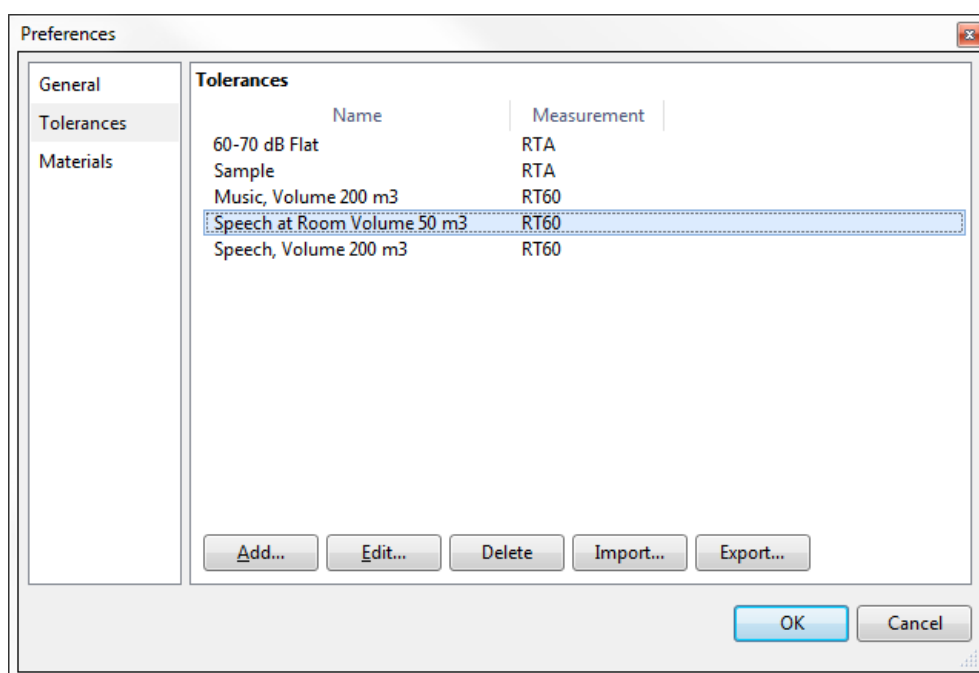 Preferences
General
Tolerances
Materials
Tolerances
Name Measurement
60-70 dB Flat RTA
Sample RTA
Music, Volume 200 m3 RT60
Speech at Room Volume 50 m3 RT60
Speech, Volume 200 m3 RT60
Add... Edit... Delete Import... Export...
OK Cancel